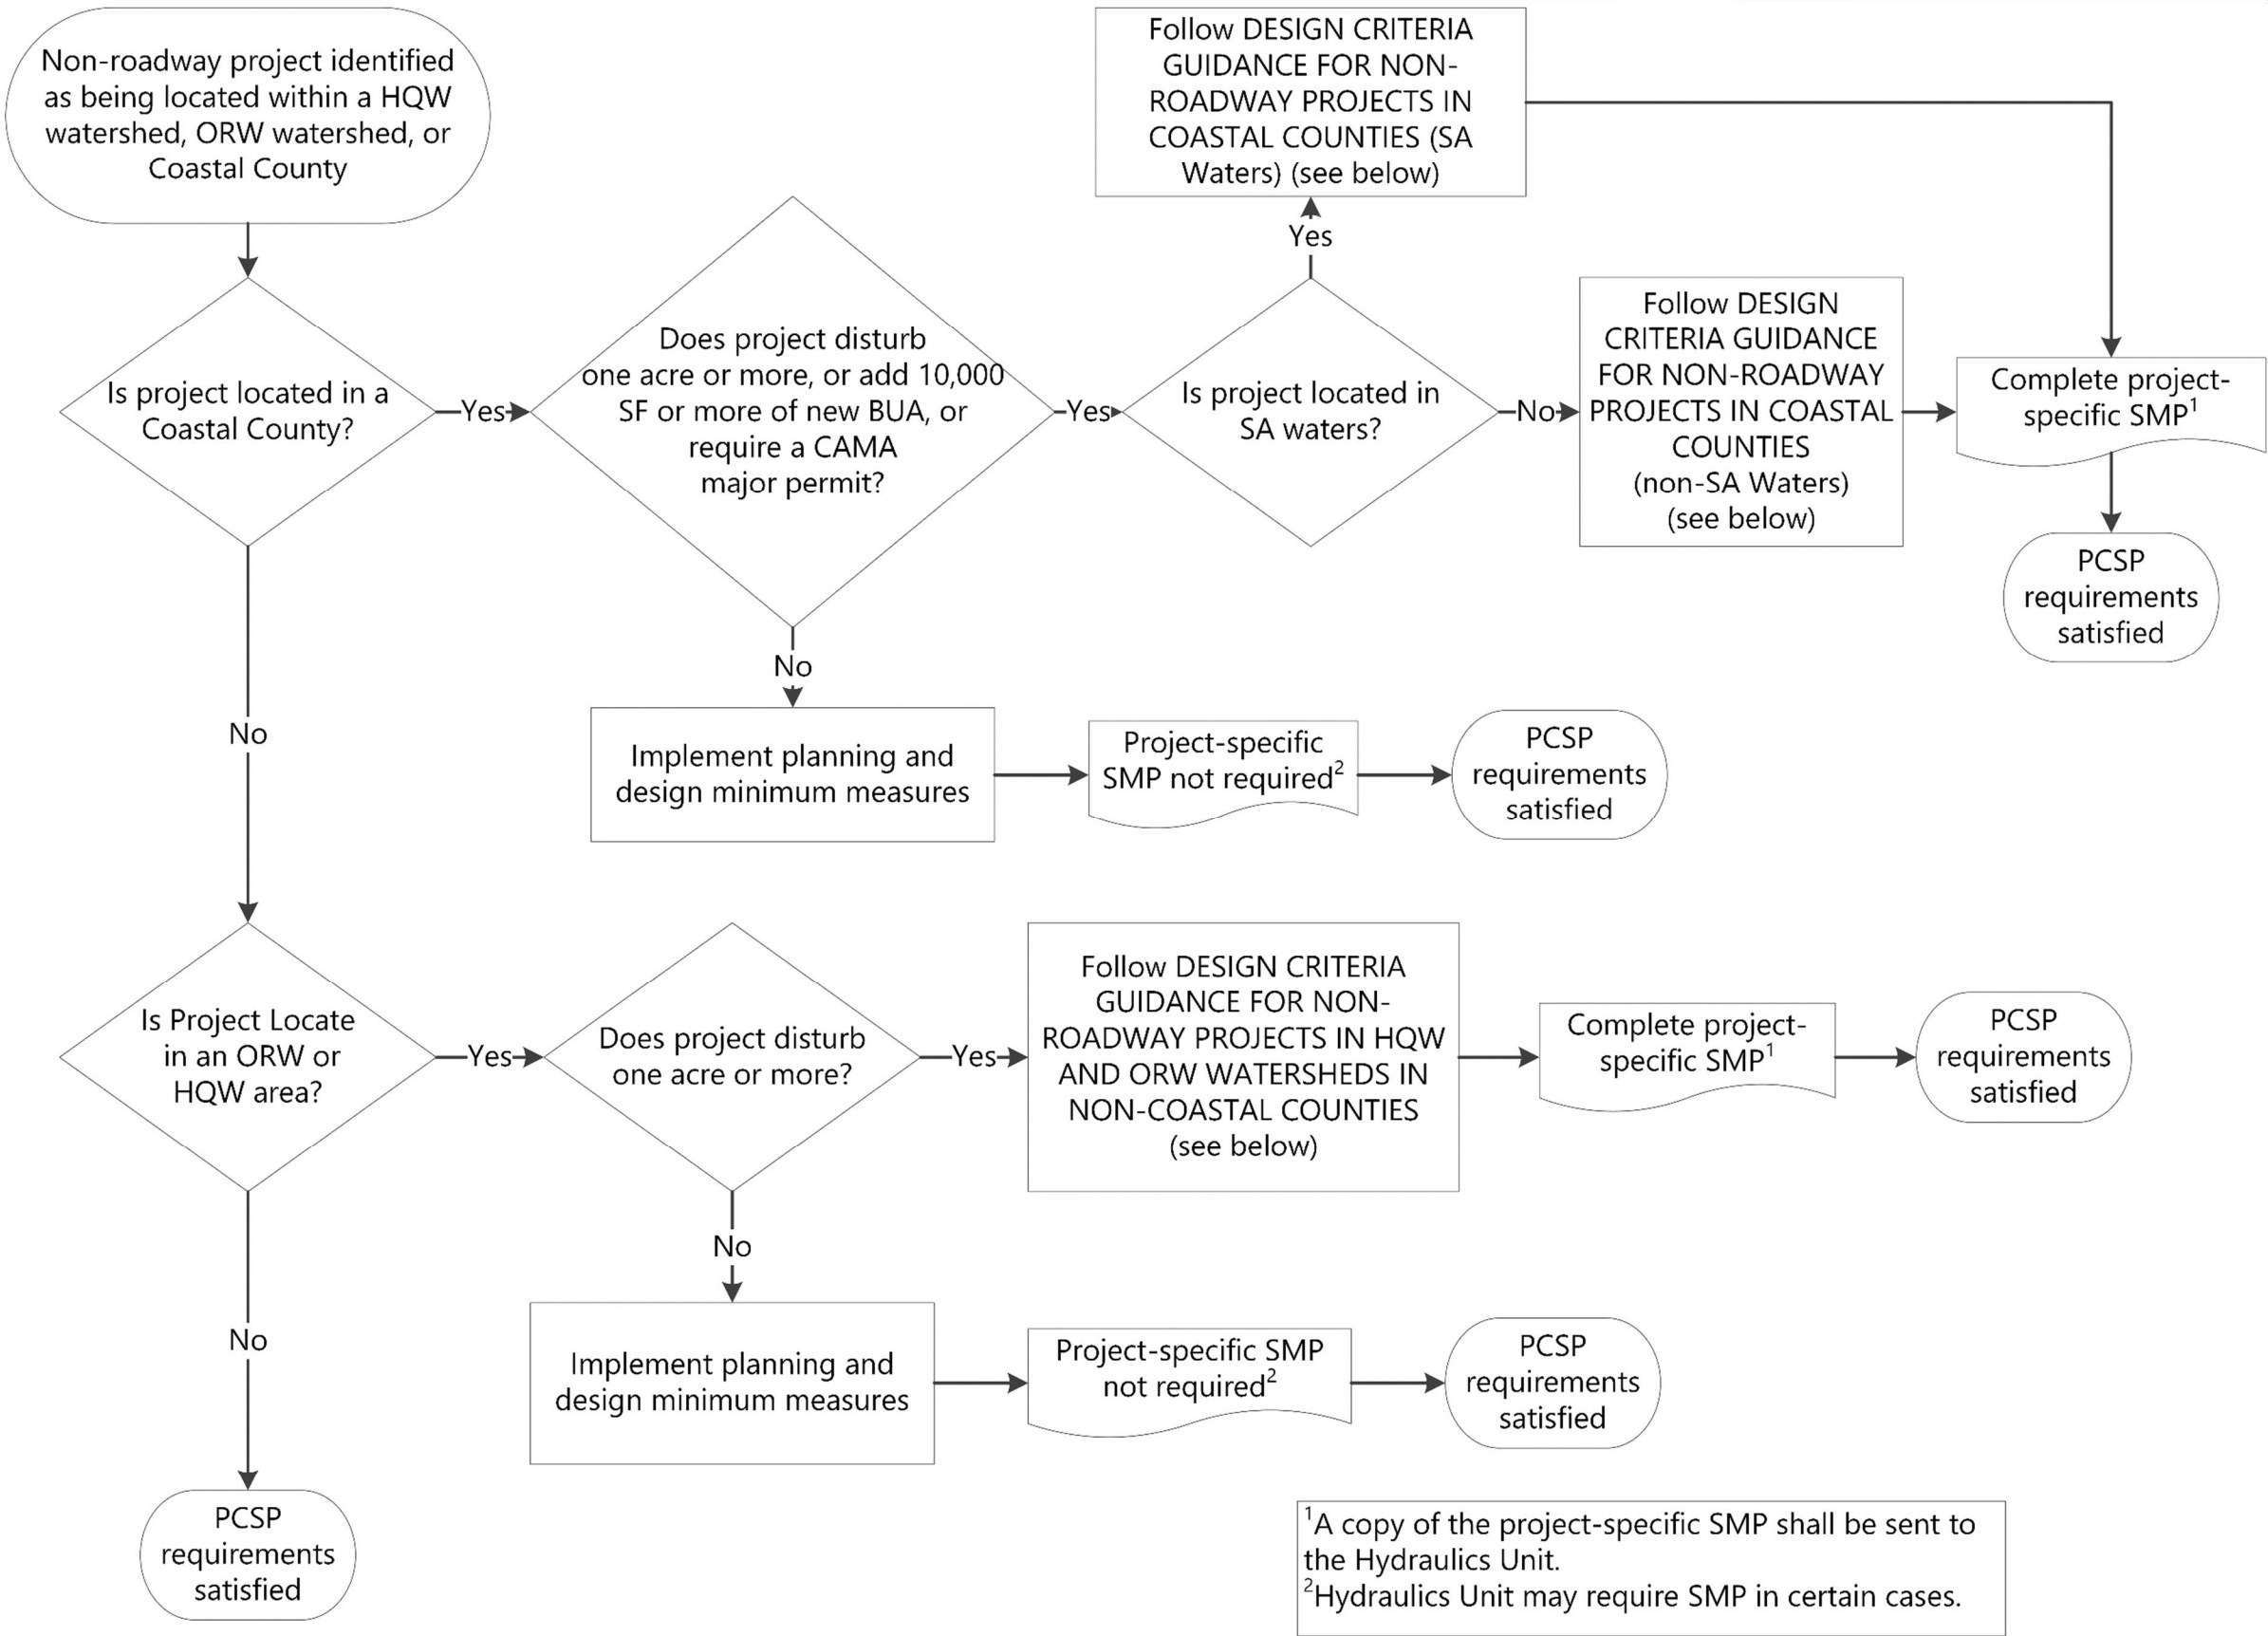 Non-roadway project identified
as being located within a HQW
watershed, ORW watershed, or
Coastal County
Follow DESIGN CRITERIA
GUIDANCE FOR NON-
ROADWAY PROJECTS IN
COASTAL COUNTIES (SA
Waters) (see below)
Yes
Is project located in a
Coastal County?
Yes
Does project disturb
one acre or more, or add 10,000
SF or more of new BUA, or
require a CAMA
major permit?
Yes
Is project located in
SA waters?
No
Follow DESIGN
CRITERIA GUIDANCE
FOR NON-ROADWAY
PROJECTS IN COASTAL
COUNTIES
(non-SA Waters)
(see below)
Complete project-
specific SMP1
PCSP
requirements
satisfied
No
No
Implement planning and
design minimum measures
Project-specific
SMP not required2
PCSP
requirements
satisfied
Is Project Locate
in an ORW or
HQW area?
Yes
Does project disturb
one acre or more?
Yes
Follow DESIGN CRITERIA
GUIDANCE FOR NON-
ROADWAY PROJECTS IN HQW
AND ORW WATERSHEDS IN
NON-COASTAL COUNTIES
(see below)
Complete project-
specific SMP1
PCSP
requirements
satisfied
No
No
Implement planning and
design minimum measures
Project-specific SMP
not required2
PCSP
requirements
satisfied
PCSP
requirements
satisfied
1A copy of the project-specific SMP shall be sent to
the Hydraulics Unit.
2Hydraulics Unit may require SMP in certain cases.